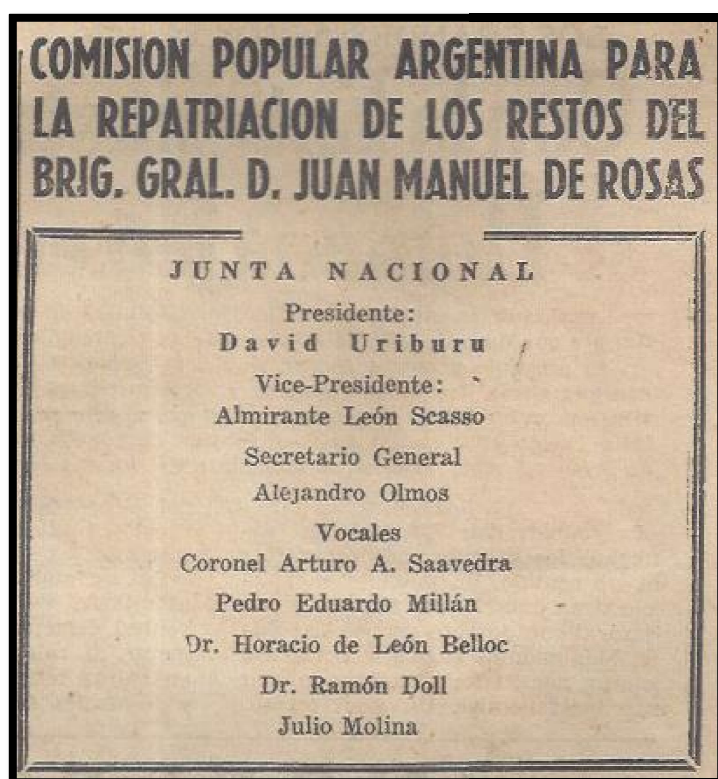 COMISION POPULAR ARGENTINA PARA
LA REPATRIACION DE LOS RESTOS DEL
BRIG. GRAL. D. JUAN MANUEL DE ROSAS
JUNTA NACIONAL
Presidente:
David Uriburu
Vice-Presidente:
Almirante León Scasso
Secretario General
Alejandro Olmos
Vocales
Coronel Arturo A. Saavedra
Pedro Eduardo Millán
Dr. Horacio de León Belloc
Dr. Ramón Doll
Julio Molina